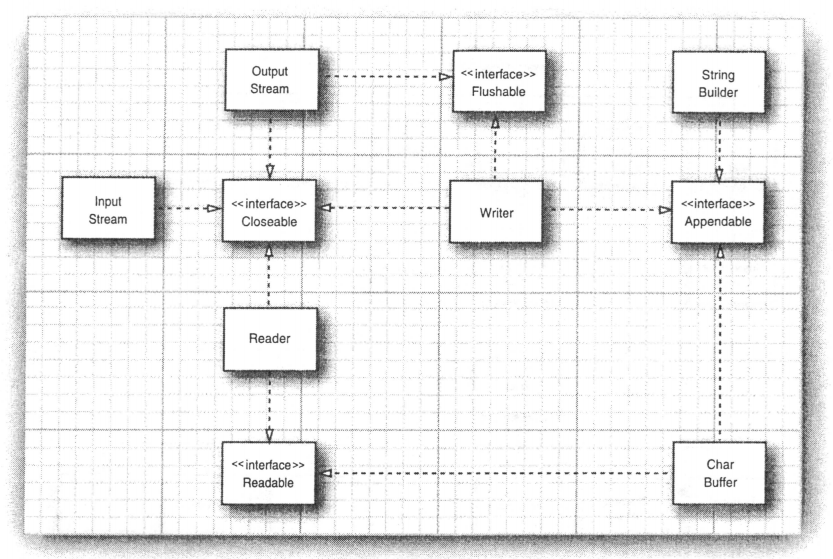 Output
Stream
<<interface>>
Flushable
String
Builder
Input
Stream
<<interface>>
Closeable
Writer
<<interface>>
Appendable
Reader
<<interface>>
Readable
Char
Buffer